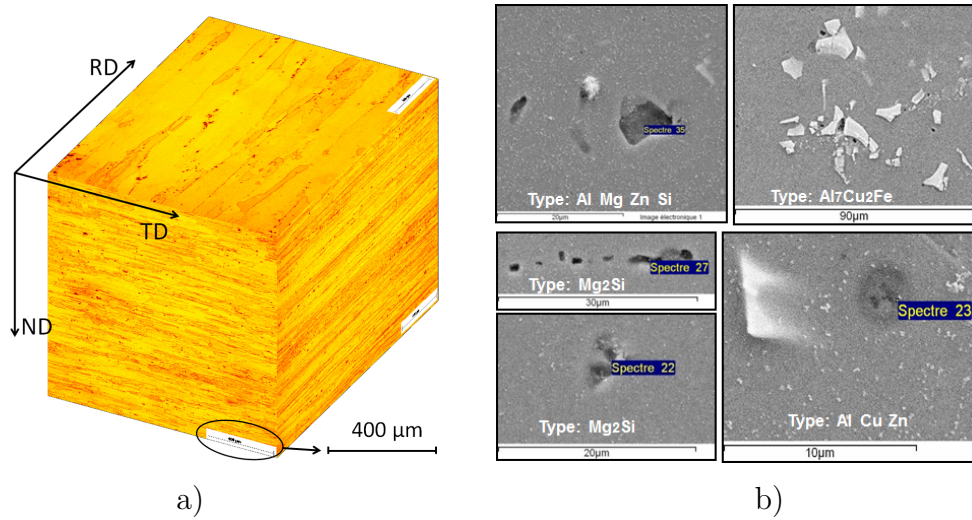 RD
TD
ND
400 µm
a)
Spectre 35
Type: Al Mg Zn Si
20µm
Image électronique 1
Type: Al7Cu2Fe
90µm
Spectre 27
Type: Mg2Si
30µm
Spectre 22
Type: Mg2Si
20µm
Spectre 23
Type: Al Cu Zn
10µm
b)